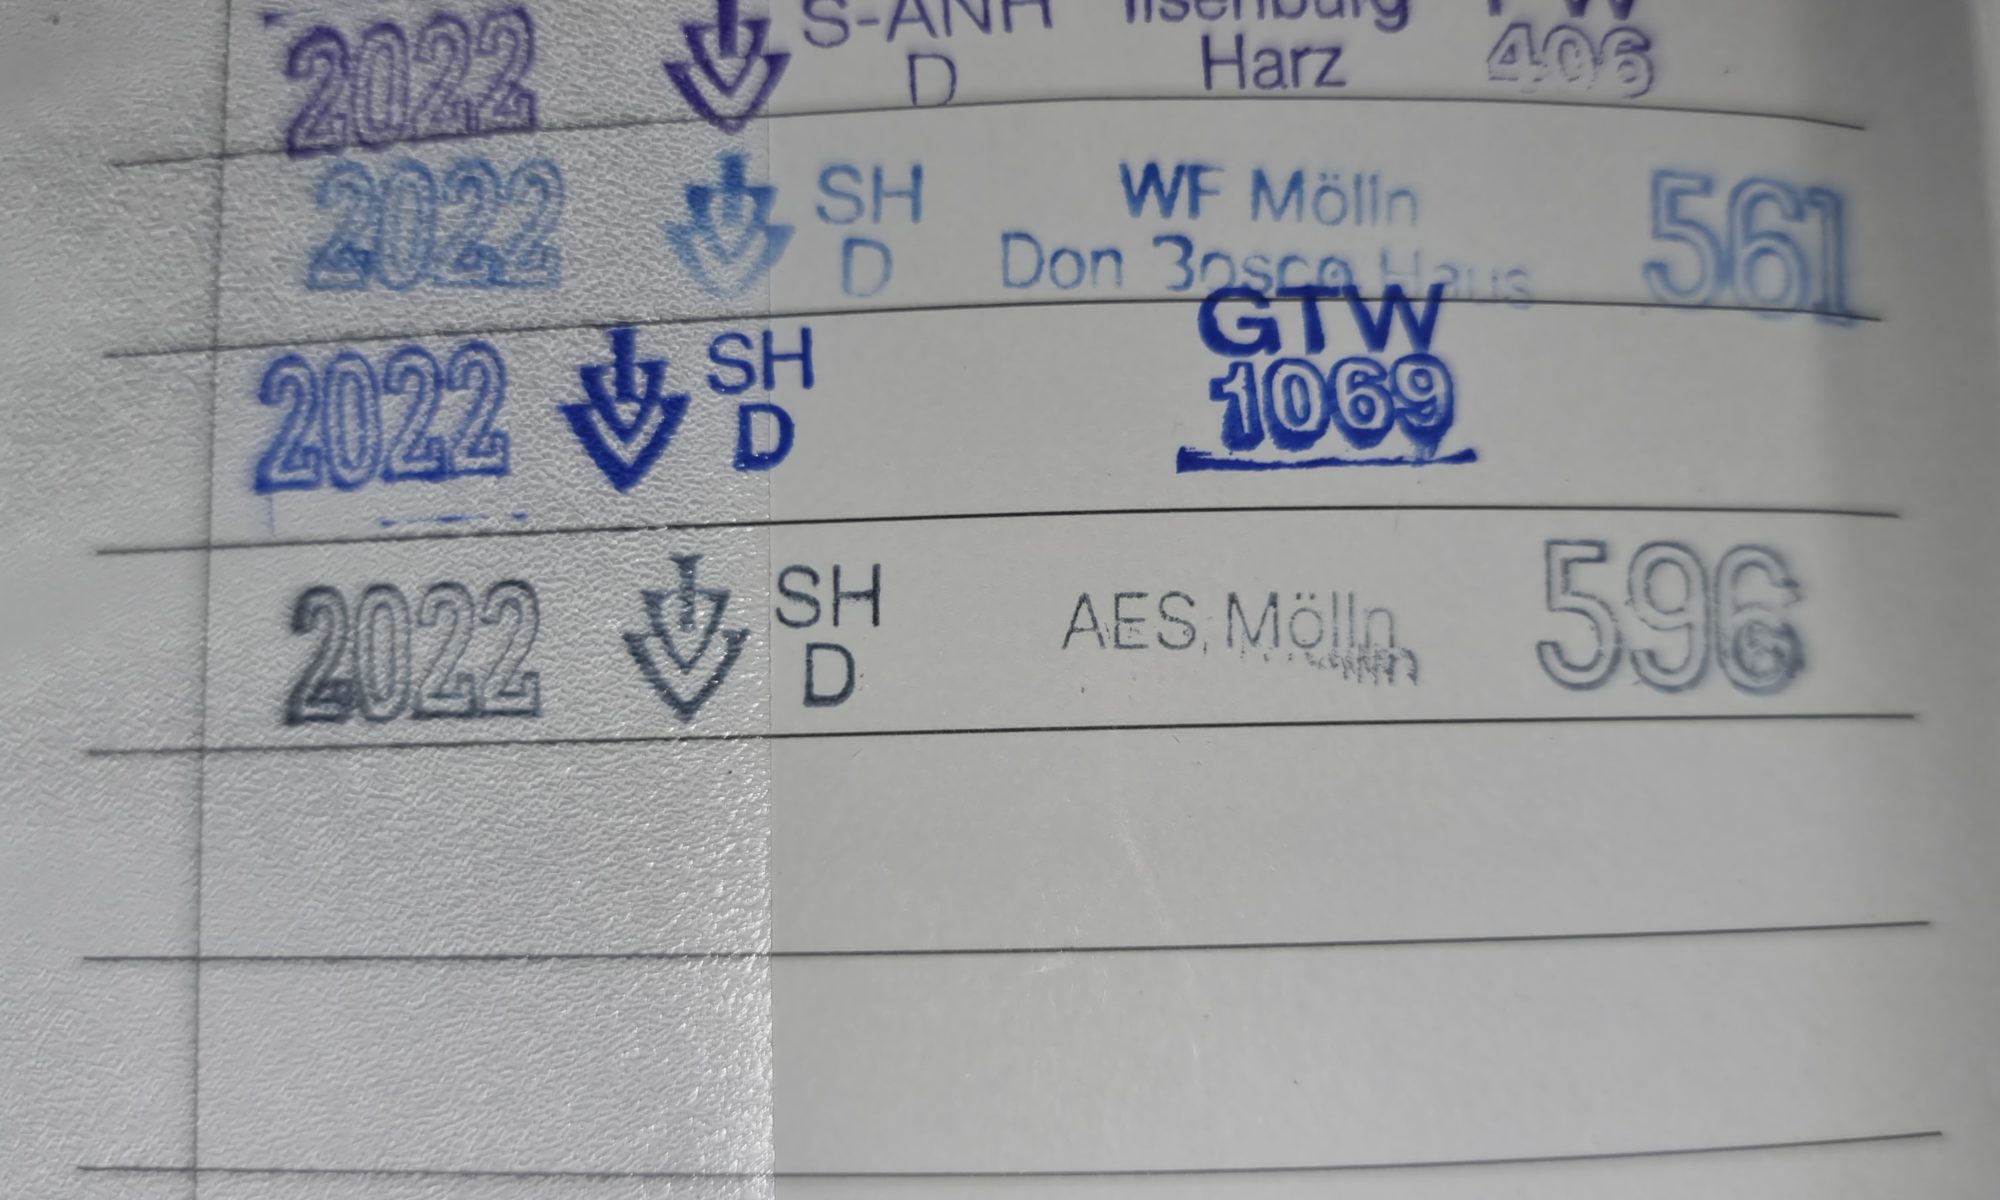 2022 S-ANH Ilsenburg
D Harz 406
2022 SH WF Mölln 561
D Don Bosco Haus
2022 SH GTW
D 1069
2022 SH AES, Mölln 596
D